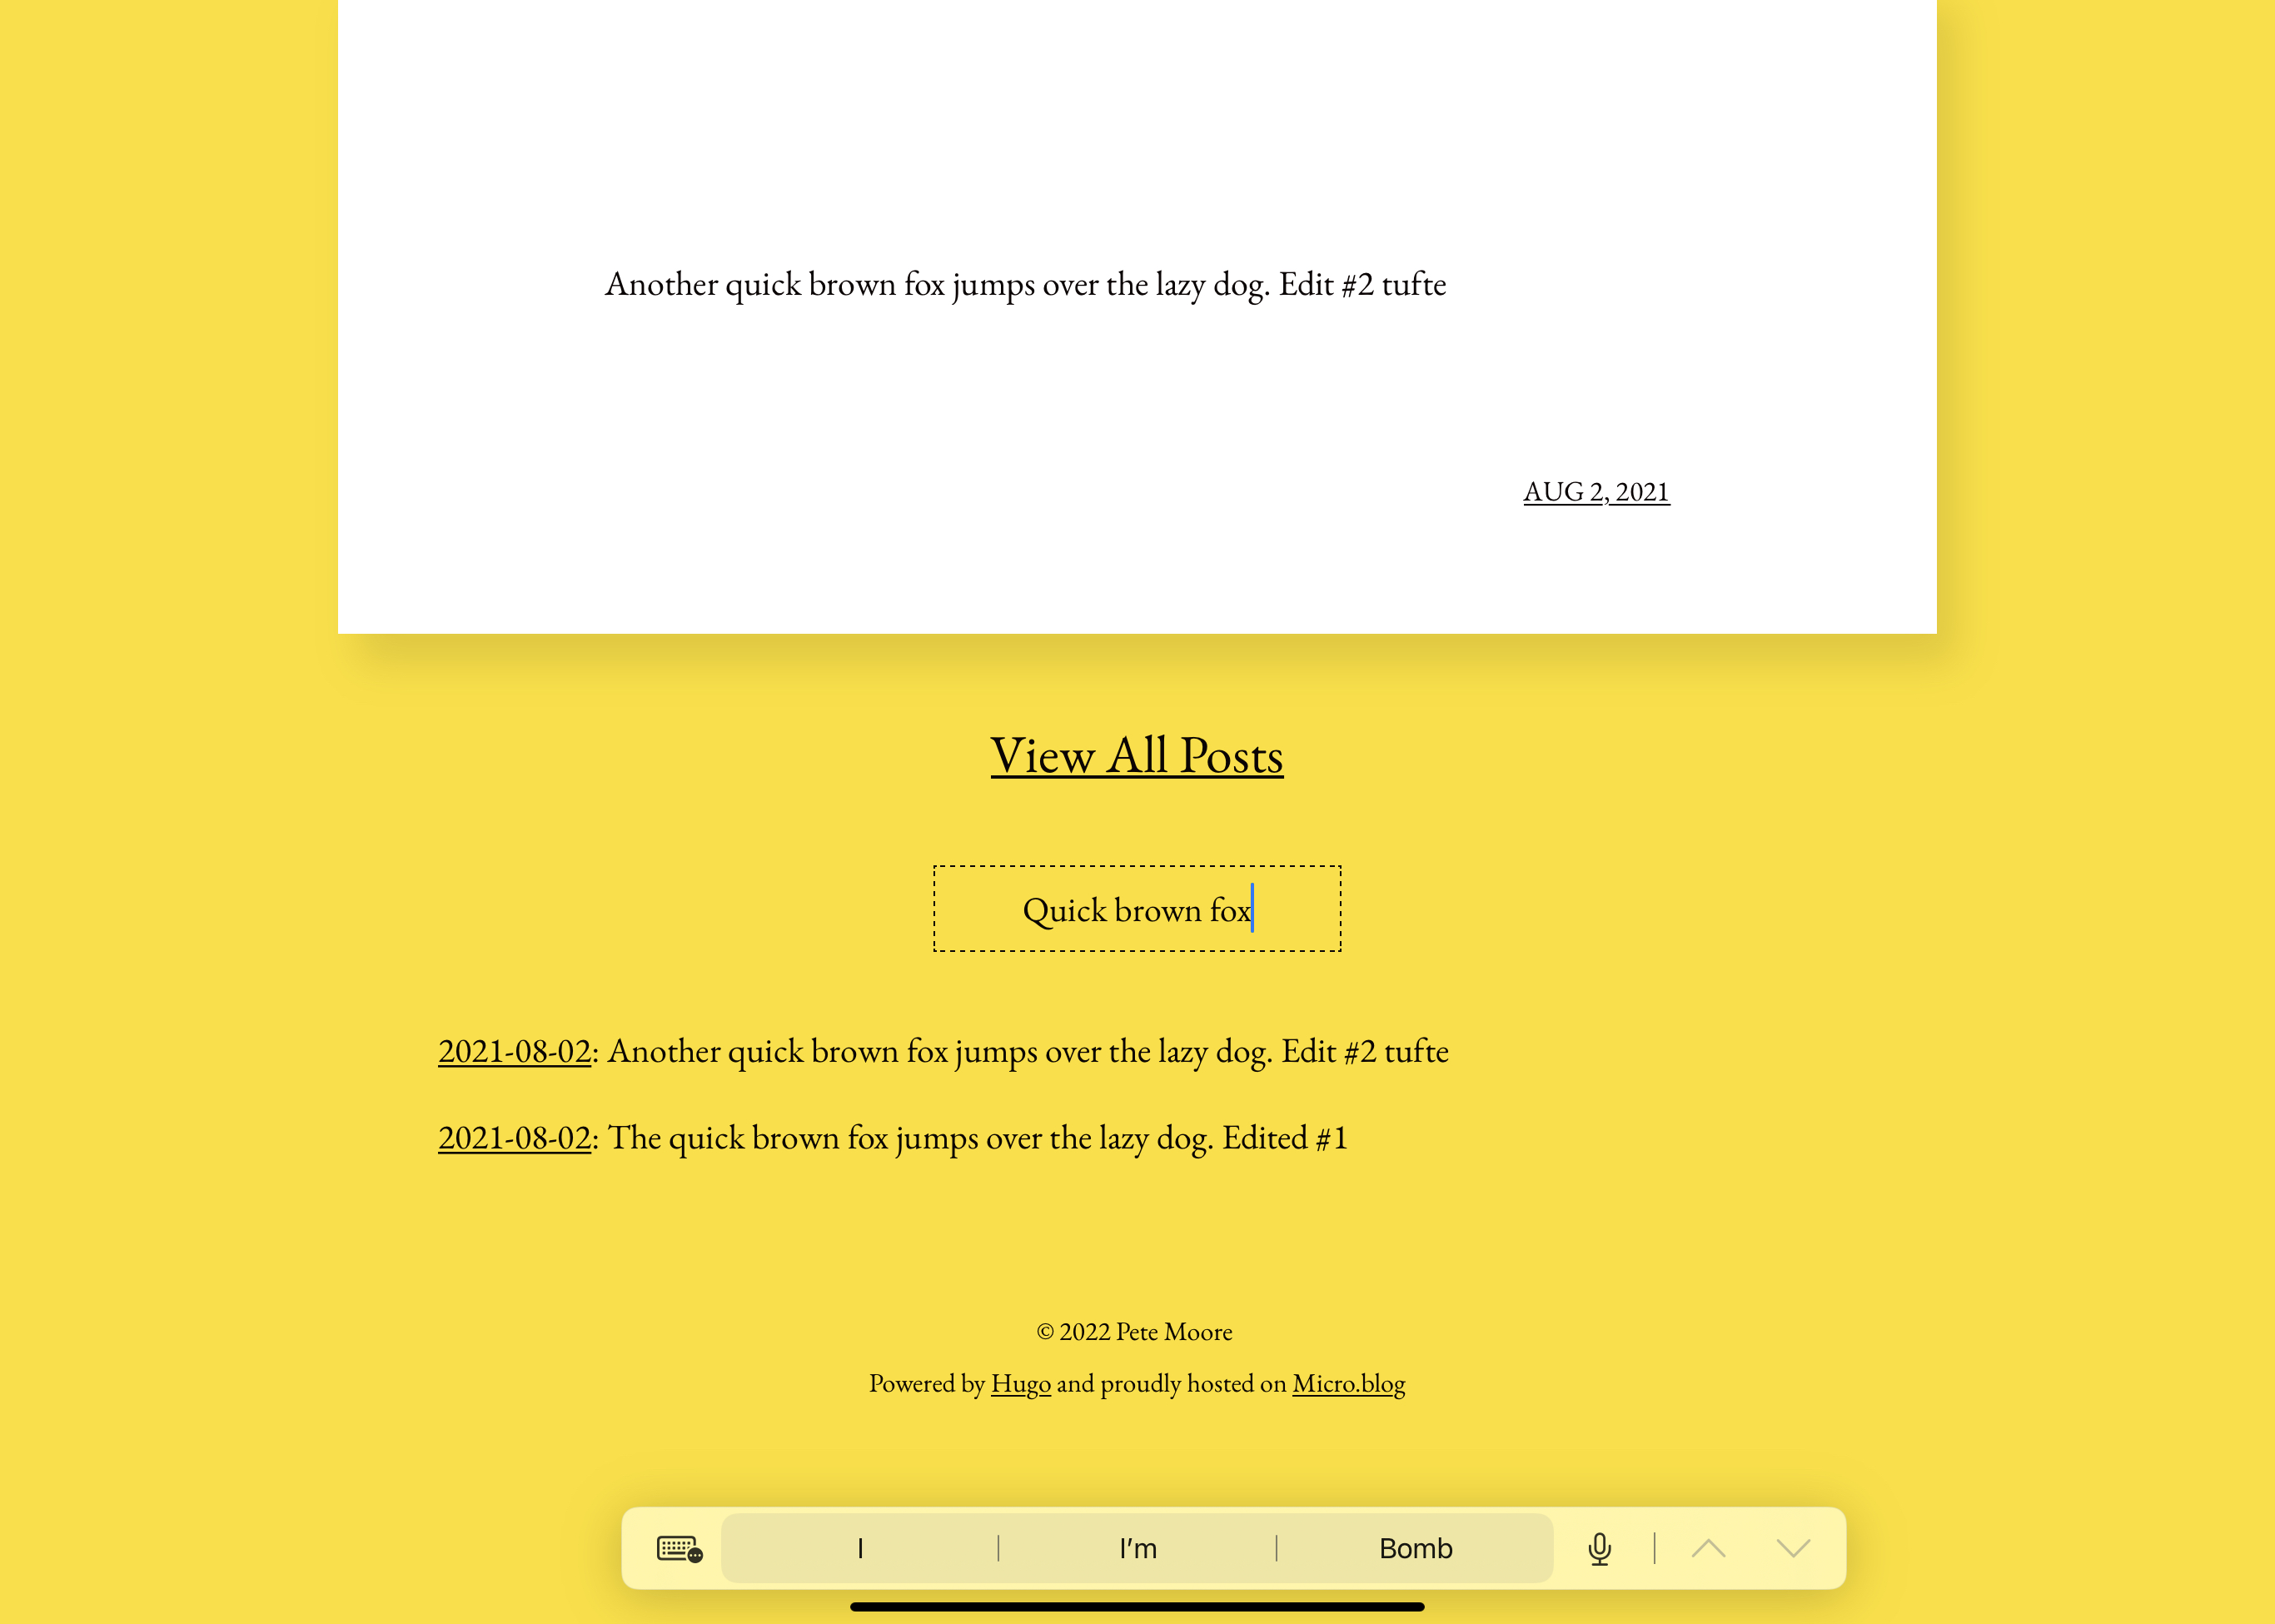 Another quick brown fox jumps over the lazy dog. Edit #2 tufte
AUG 2, 2021
View All Posts
Quick brown fox
2021-08-02: Another quick brown fox jumps over the lazy dog. Edit #2 tufte
2021-08-02: The quick brown fox jumps over the lazy dog. Edited #1
© 2022 Pete Moore
Powered by Hugo and proudly hosted on Micro.blog
I I’m Bomb